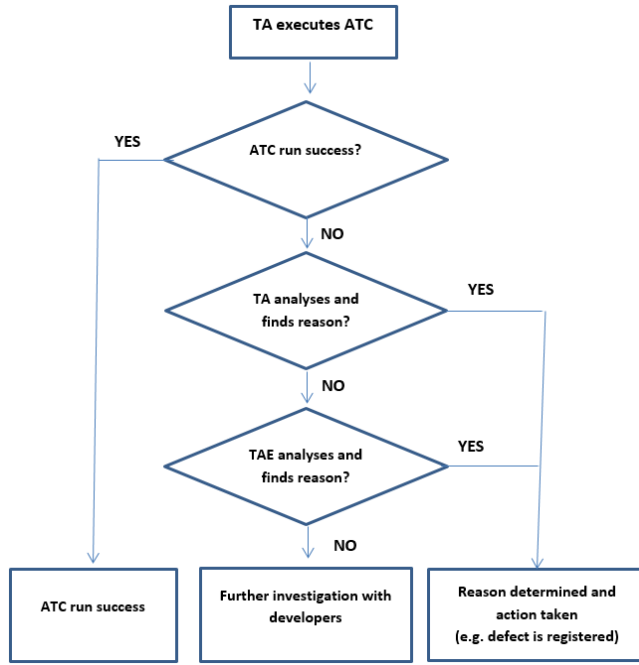 TA executes ATC
YES
ATC run success?
NO
TA analyses and
finds reason?
YES
NO
TAE analyses and
finds reason?
YES
NO
ATC run success
Further investigation with
developers
Reason determined and
action taken
(e.g. defect is registered)